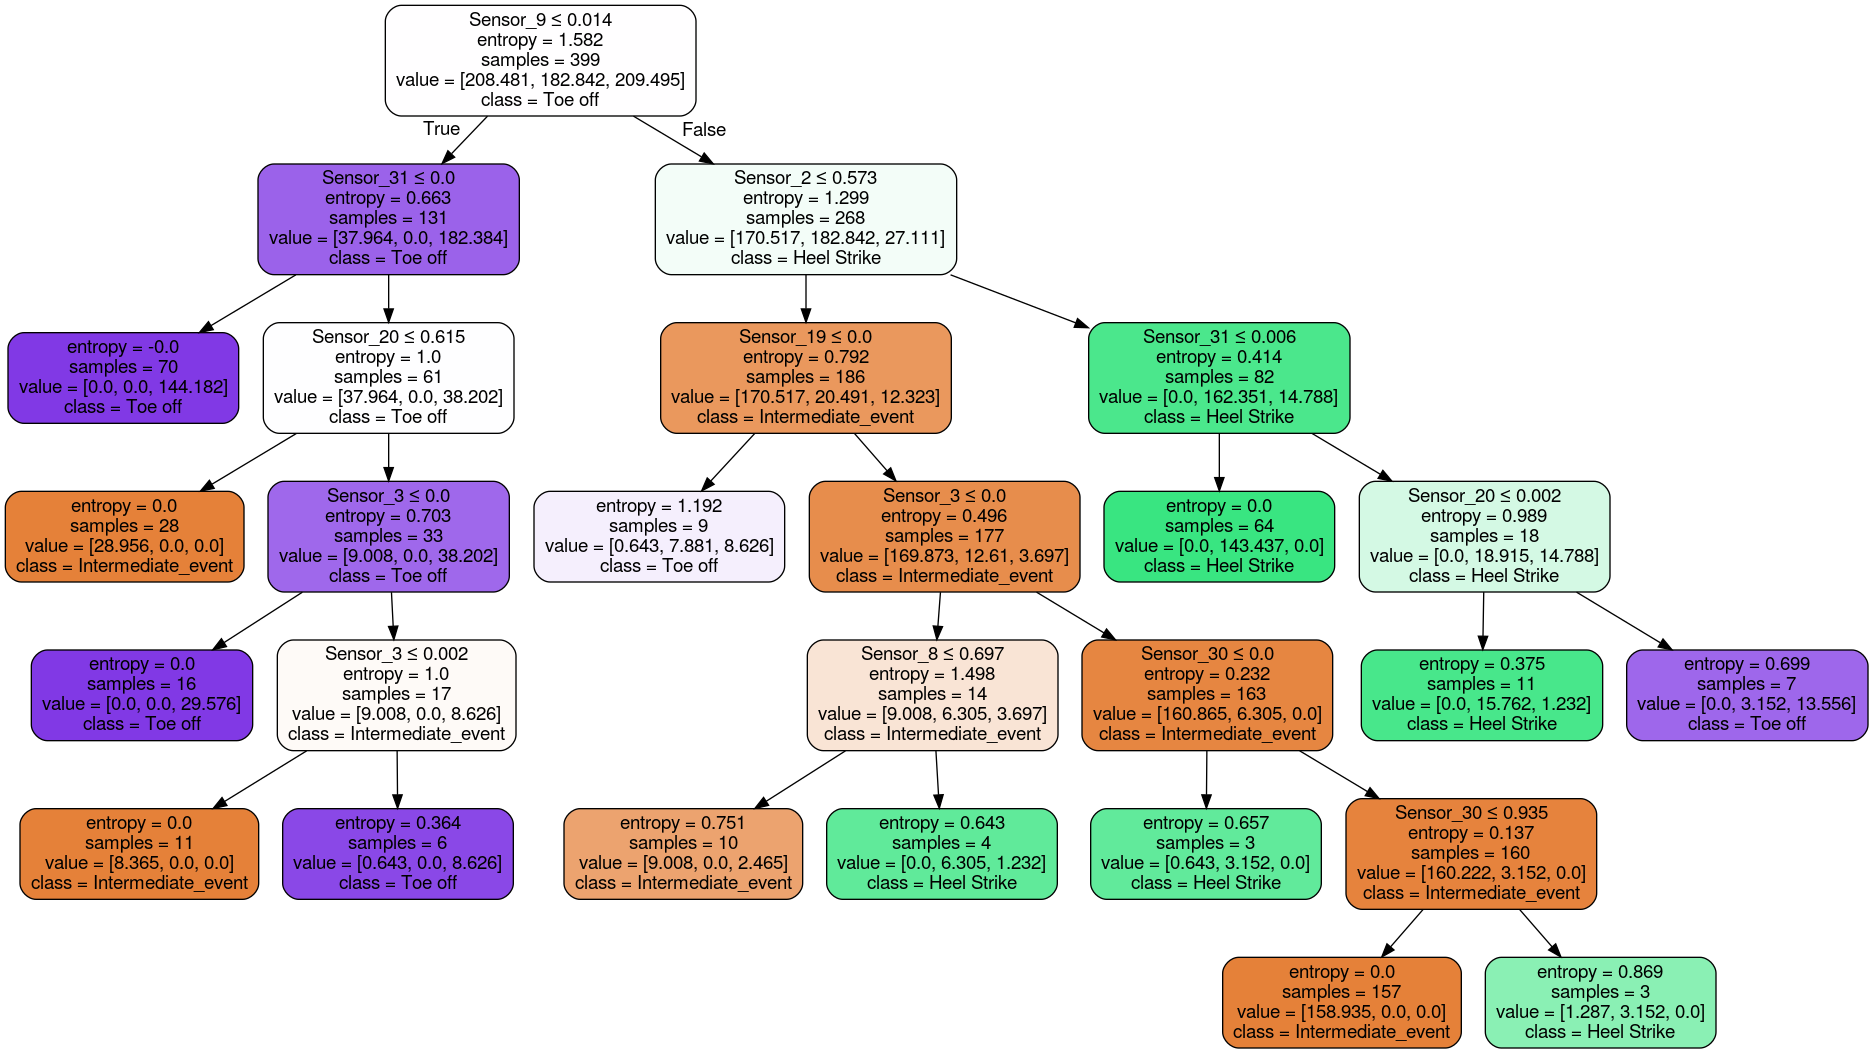 Sensor_9 ≤ 0.014
entropy = 1.582
samples = 399
value = [208.481, 182.842, 209.495]
class = Toe off
True
False
Sensor_31 ≤ 0.0
entropy = 0.663
samples = 131
value = [37.964, 0.0, 182.384]
class = Toe off
Sensor_2 ≤ 0.573
entropy = 1.299
samples = 268
value = [170.517, 182.842, 27.111]
class = Heel Strike
entropy = -0.0
samples = 70
value = [0.0, 0.0, 144.182]
class = Toe off
Sensor_20 ≤ 0.615
entropy = 1.0
samples = 61
value = [37.964, 0.0, 38.202]
class = Toe off
Sensor_19 ≤ 0.0
entropy = 0.792
samples = 186
value = [170.517, 20.491, 12.323]
class = Intermediate_event
Sensor_31 ≤ 0.006
entropy = 0.414
samples = 82
value = [0.0, 162.351, 14.788]
class = Heel Strike
entropy = 0.0
samples = 28
value = [28.956, 0.0, 0.0]
class = Intermediate_event
Sensor_3 ≤ 0.0
entropy = 0.703
samples = 33
value = [9.008, 0.0, 38.202]
class = Toe off
entropy = 1.192
samples = 9
value = [0.643, 7.881, 8.626]
class = Toe off
Sensor_3 ≤ 0.0
entropy = 0.496
samples = 177
value = [169.873, 12.61, 3.697]
class = Intermediate_event
entropy = 0.0
samples = 64
value = [0.0, 143.437, 0.0]
class = Heel Strike
Sensor_20 ≤ 0.002
entropy = 0.989
samples = 18
value = [0.0, 18.915, 14.788]
class = Heel Strike
entropy = 0.0
samples = 16
value = [0.0, 0.0, 29.576]
class = Toe off
Sensor_3 ≤ 0.002
entropy = 1.0
samples = 17
value = [9.008, 0.0, 8.626]
class = Intermediate_event
Sensor_8 ≤ 0.697
entropy = 1.498
samples = 14
value = [9.008, 6.305, 3.697]
class = Intermediate_event
Sensor_30 ≤ 0.0
entropy = 0.232
samples = 163
value = [160.865, 6.305, 0.0]
class = Intermediate_event
entropy = 0.375
samples = 11
value = [0.0, 15.762, 1.232]
class = Heel Strike
entropy = 0.699
samples = 7
value = [0.0, 3.152, 13.556]
class = Toe off
entropy = 0.0
samples = 11
value = [8.365, 0.0, 0.0]
class = Intermediate_event
entropy = 0.364
samples = 6
value = [0.643, 0.0, 8.626]
class = Toe off
entropy = 0.751
samples = 10
value = [9.008, 0.0, 2.465]
class = Intermediate_event
entropy = 0.643
samples = 4
value = [0.0, 6.305, 1.232]
class = Heel Strike
entropy = 0.657
samples = 3
value = [0.643, 3.152, 0.0]
class = Heel Strike
Sensor_30 ≤ 0.935
entropy = 0.137
samples = 160
value = [160.222, 3.152, 0.0]
class = Intermediate_event
entropy = 0.0
samples = 157
value = [158.935, 0.0, 0.0]
class = Intermediate_event
entropy = 0.869
samples = 3
value = [1.287, 3.152, 0.0]
class = Heel Strike